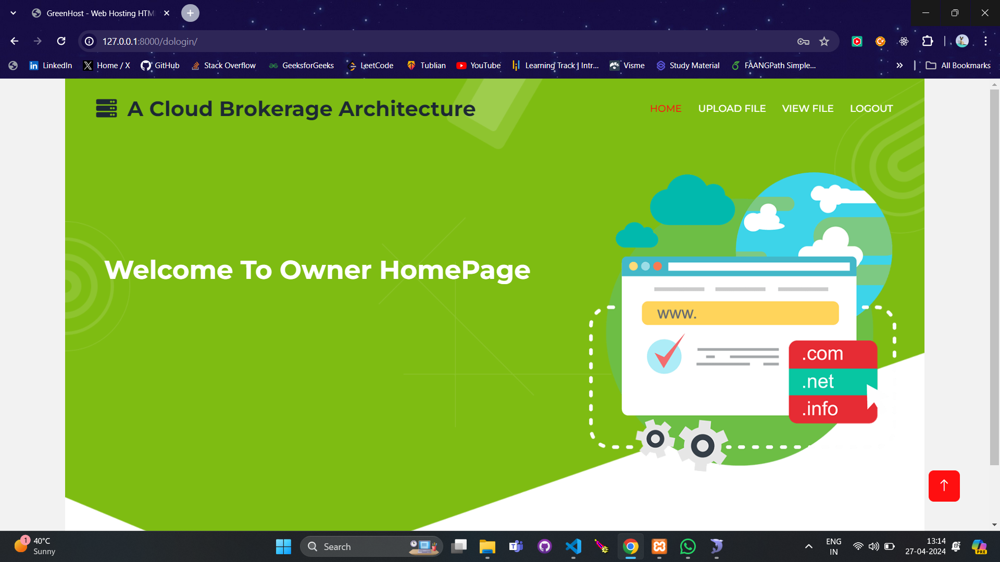 GreenHost - Web Hosting HTM
127.0.0.1:8000/dologin/
LinkedIn Home / X GitHub Stack Overflow GeeksforGeeks LeetCode Tublian YouTube Learning Track | Intr... Visme Study Material FAANGPath Simple... All Bookmarks
A Cloud Brokerage Architecture
HOME UPLOAD FILE VIEW FILE LOGOUT
Welcome To Owner HomePage
www.
.com
.net
.info
1
40°C
Sunny
Search
ENG
IN
13:14
27-04-2024
PRE